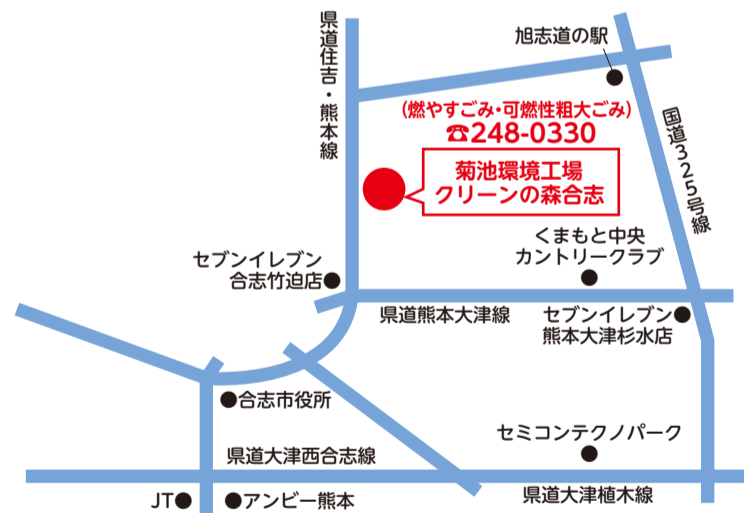 県道住吉・熊本線
旭志道の駅
(燃やすごみ・可燃性粗大ごみ)
☎248-0330
菊池環境工場
クリーンの森合志
国道325号線
くまもと中央
カントリークラブ
セブンイレブン
合志竹迫店
県道熊本大津線
セブンイレブン
熊本大津杉水店
合志市役所
セミコンテクノパーク
県道大津西合志線
県道大津植木線
JT
アンビー熊本